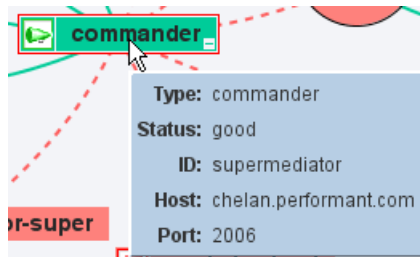 commander
Type: commander
Status: good
ID: supermediator
Host: chelan.performant.com
or-super
Port: 2006